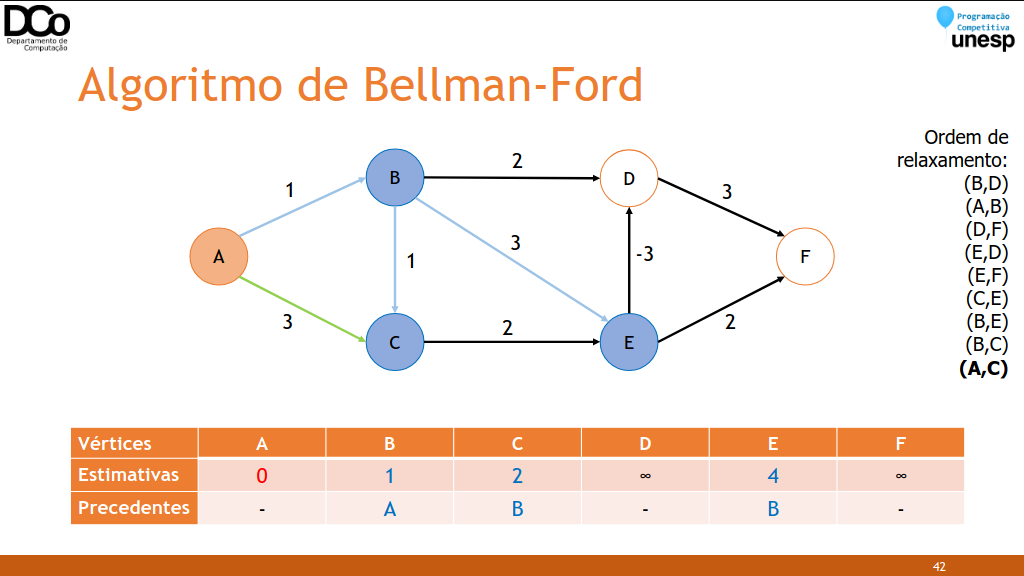 DCo
Departamento de
Computação
Programação
Competitiva
unesp
Algoritmo de Bellman-Ford
Ordem de
relaxamento:
(B,D)
(A,B)
(D,F)
(E,D)
(E,F)
(C,E)
(B,E)
(B,C)
(A,C)
2
B
D
1
3
A
1
3
-3
F
3
2
2
C
E
Vértices A B C D E F
Estimativas 0 1 2 ∞ 4 ∞
Precedentes - A B - B -
42